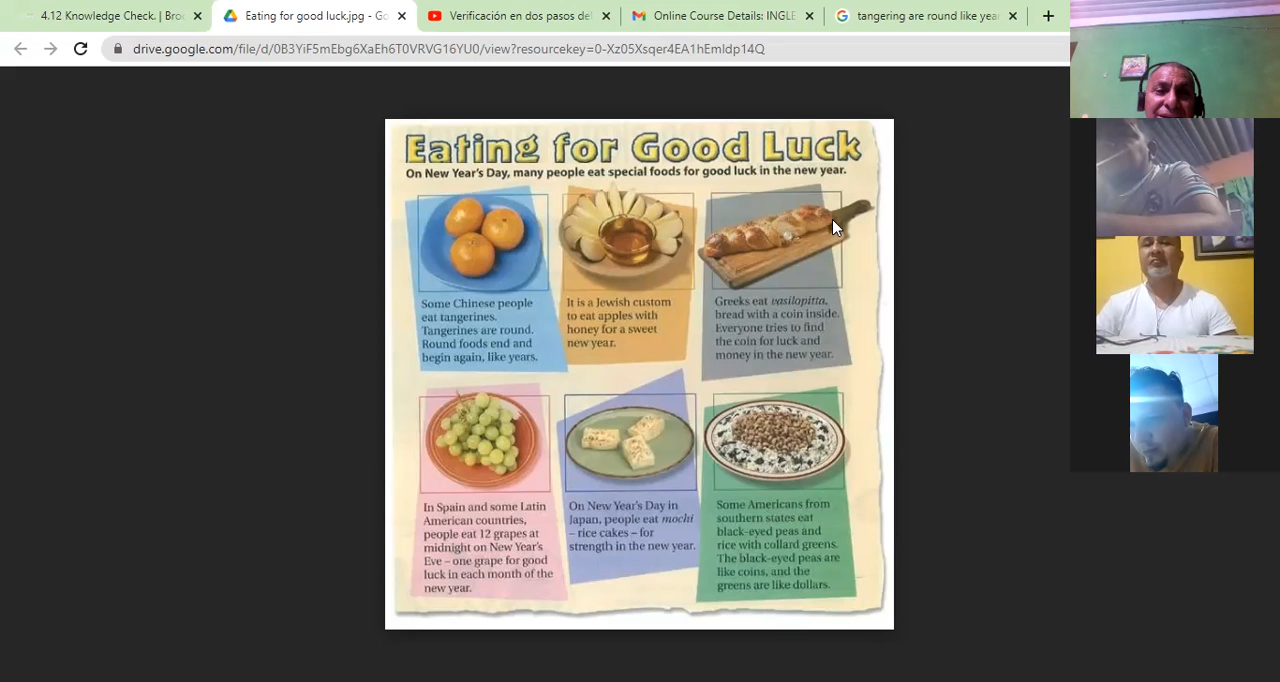 4.12 Knowledge Check. | Broc
Eating for good luck.jpg - Go
Verificación en dos pasos de
Online Course Details: INGLE
tangering are round like year
drive.google.com/file/d/0B3YiF5mEbg6XaEh6T0VRVG16YU0/view?resourcekey=0-Xz05Xsqer4EA1hEmIdp14Q
Eating for Good Luck
On New Year's Day, many people eat special foods for good luck in the new year.
Some Chinese people
eat tangerines.
Tangerines are round.
Round foods end and
begin again, like years.
It is a Jewish custom
to eat apples with
honey for a sweet
new year.
Greeks eat vasilopitta,
bread with a coin inside.
Everyone tries to find
the coin for luck and
money in the new year.
In Spain and some Latin
American countries,
people eat 12 grapes at
midnight on New Year's
Eve – one grape for good
luck in each month of the
new year.
On New Year's Day in
Japan, people eat mochi
– rice cakes – for
strength in the new year.
Some Americans from
southern states eat
black-eyed peas and
rice with collard greens.
The black-eyed peas are
like coins, and the
greens are like dollars.